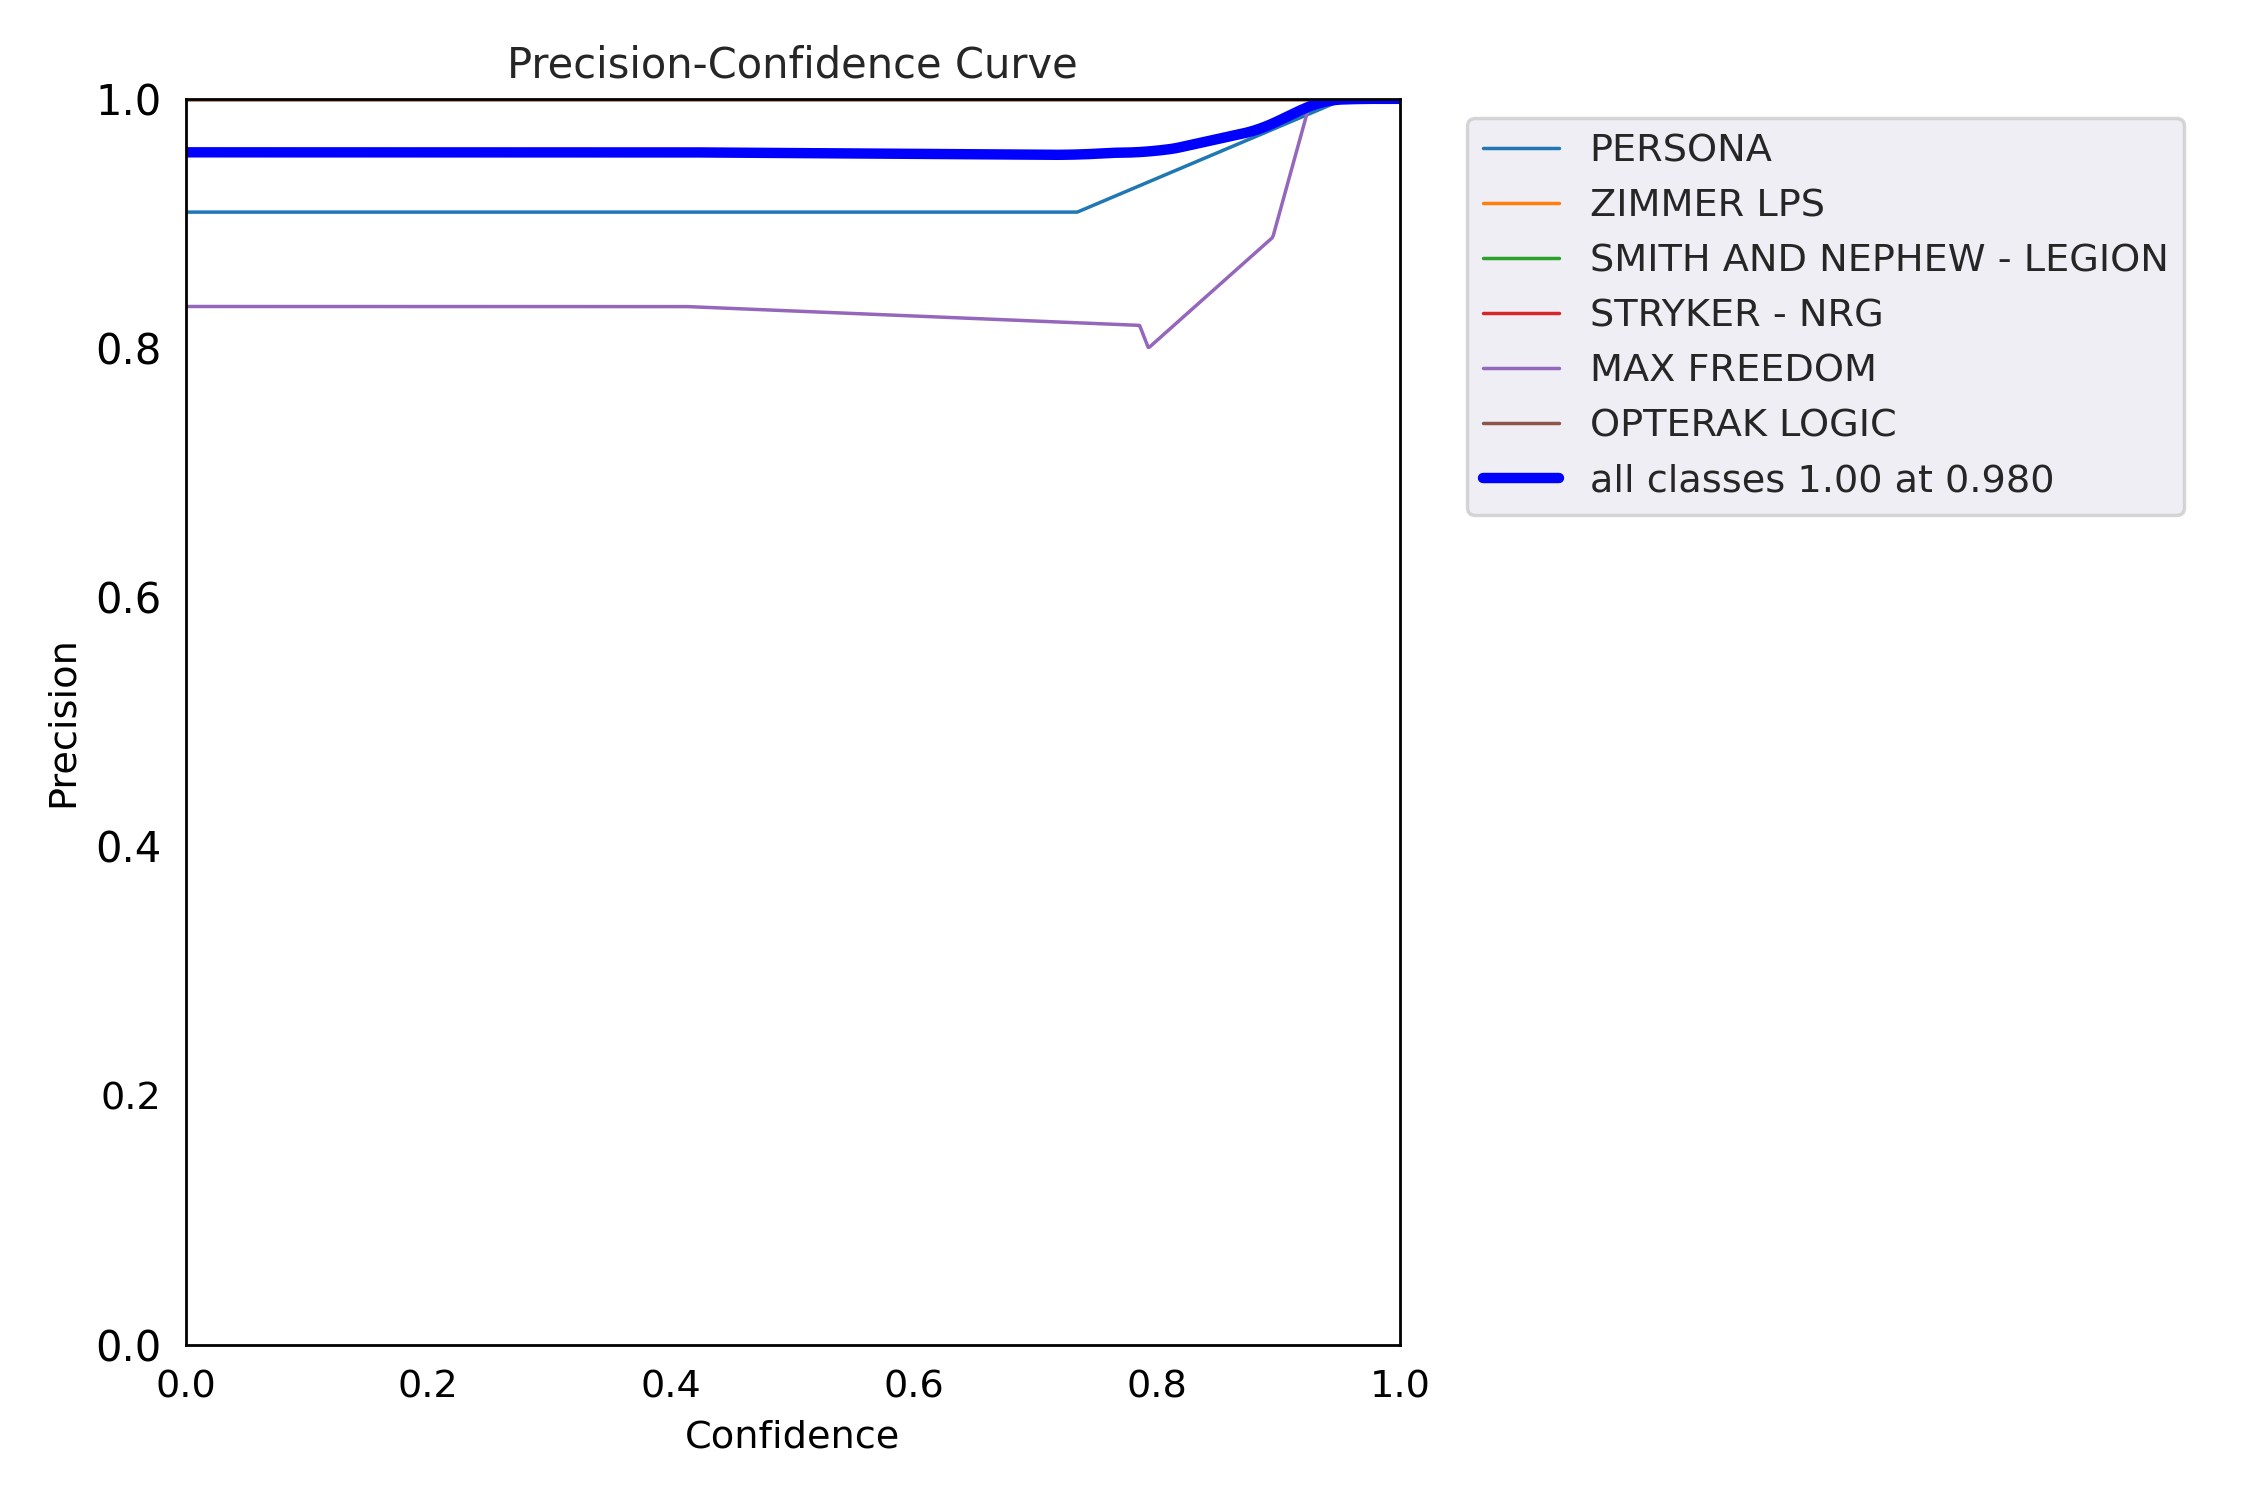 Precision-Confidence Curve
1.0
0.8
0.6
0.4
0.2
0.0
Precision
0.0 0.2 0.4 0.6 0.8 1.0
Confidence
PERSONA
ZIMMER LPS
SMITH AND NEPHEW - LEGION
STRYKER - NRG
MAX FREEDOM
OPTERAK LOGIC
all classes 1.00 at 0.980